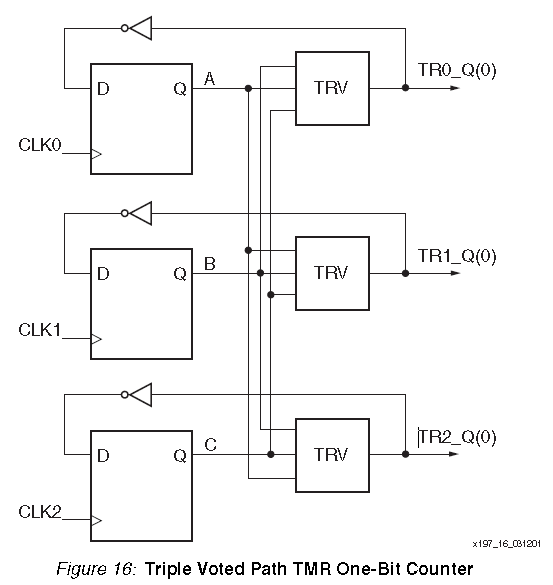 A
TR0_Q(0)
D
Q
TRV
CLK0
B
TR1_Q(0)
D
Q
TRV
CLK1
C
TR2_Q(0)
D
Q
TRV
CLK2
x197_16_031201
Figure 16: Triple Voted Path TMR One-Bit Counter